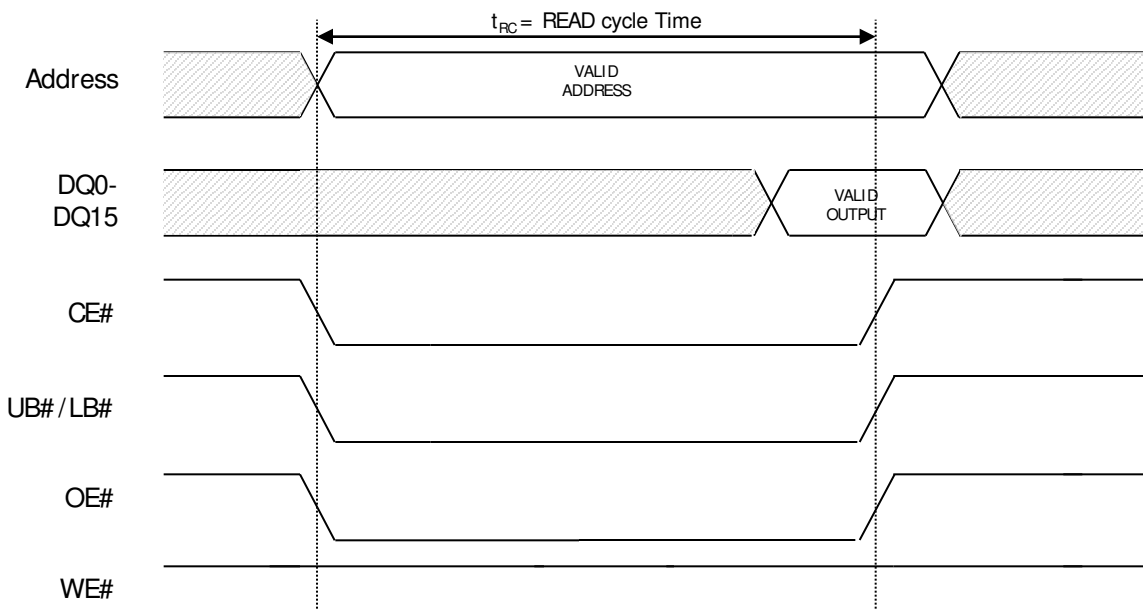 tRC = READ cycle Time
Address
VALID
ADDRESS
DQ0-
DQ15
VALID
OUTPUT
CE#
UB# / LB#
OE#
WE#